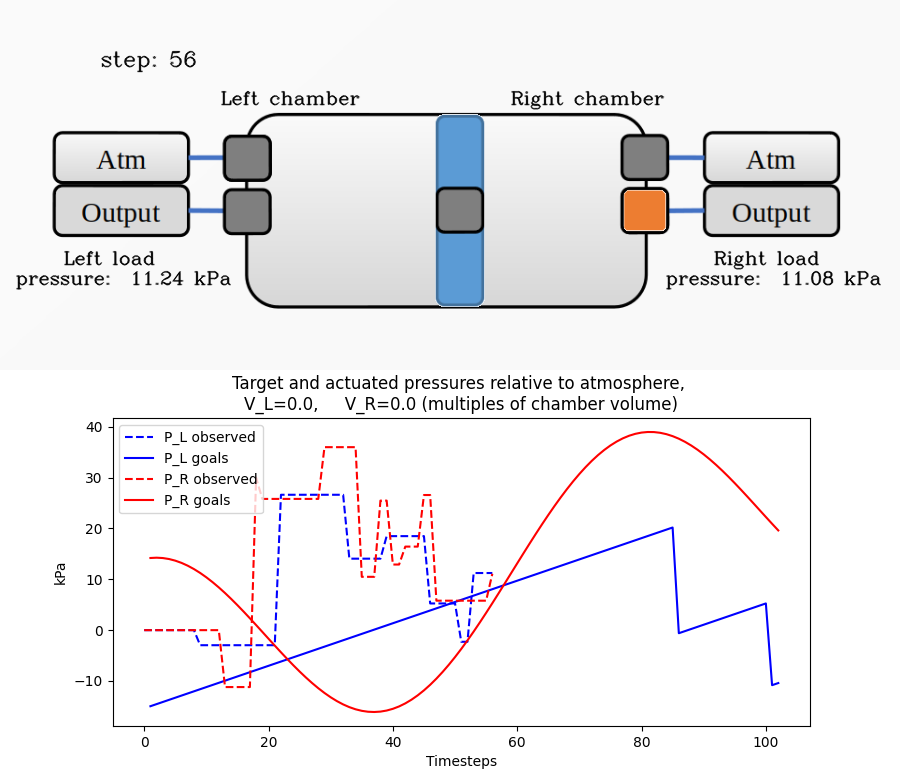 step: 56
Left chamber
Right chamber
Atm
Atm
Output
Output
Left load
pressure: 11.24 kPa
Right load
pressure: 11.08 kPa
Target and actuated pressures relative to atmosphere,
V_L=0.0, V_R=0.0 (multiples of chamber volume)
P_L observed
P_L goals
P_R observed
P_R goals
kPa
40
30
20
10
0
−10
0
20
40
60
80
100
Timesteps